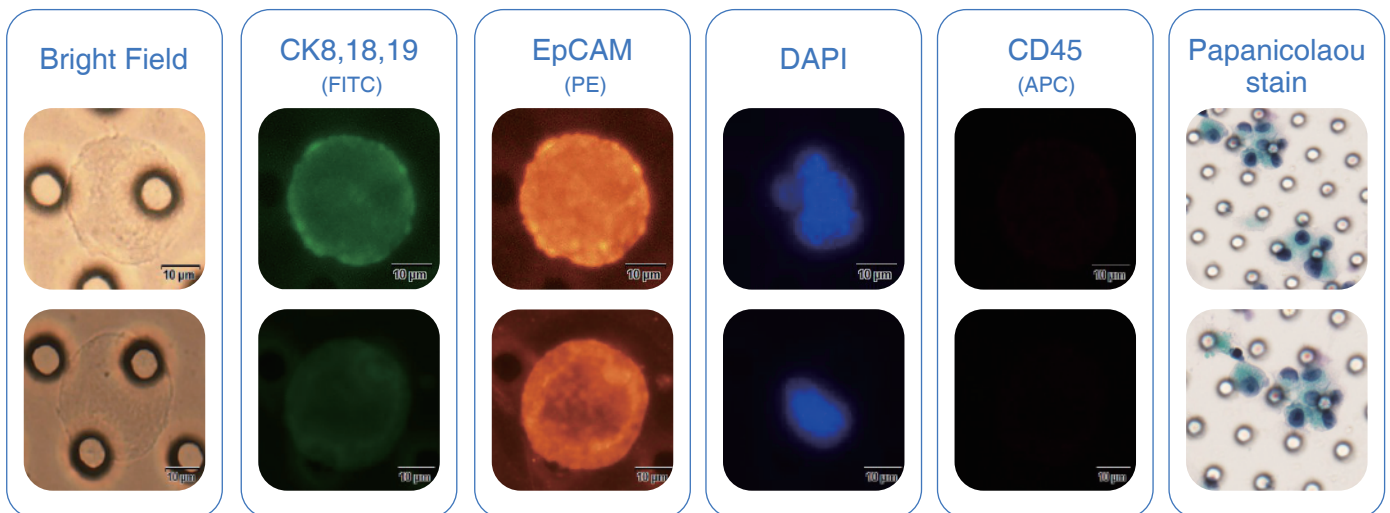 Bright Field
CK8,18,19
(FITC)
EpCAM
(PE)
DAPI
CD45
(APC)
Papanicolaou
stain
10 µm
10 µm
10 µm
10 µm
10 µm
10 µm
10 µm
10 µm
10 µm
10 µm